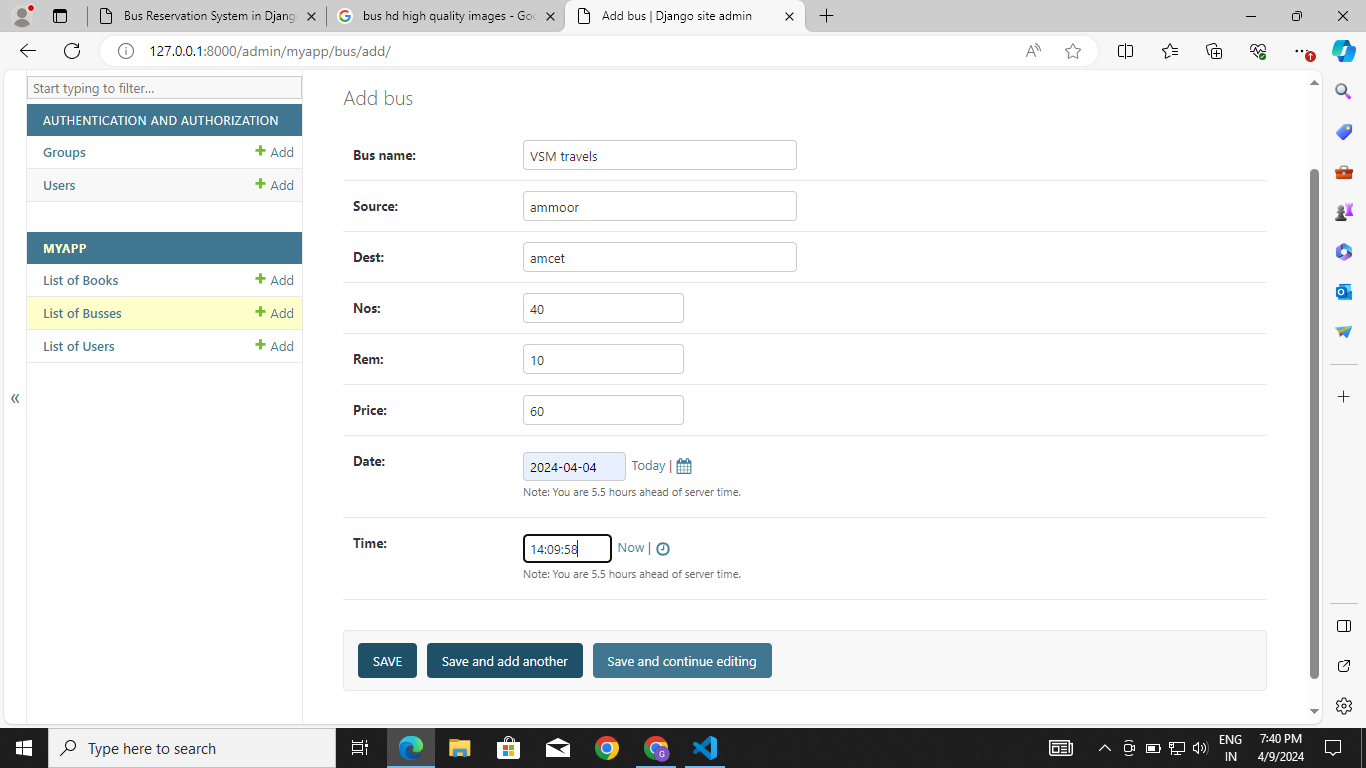 Bus Reservation System in Djang
bus hd high quality images - Goo
Add bus | Django site admin
127.0.0.1:8000/admin/myapp/bus/add/
Start typing to filter...
AUTHENTICATION AND AUTHORIZATION
Groups + Add
Users + Add
MYAPP
List of Books + Add
List of Busses + Add
List of Users + Add
«
Add bus
Bus name: VSM travels
Source: ammoor
Dest: amcet
Nos: 40
Rem: 10
Price: 60
Date: 2024-04-04 Today |
Note: You are 5.5 hours ahead of server time.
Time: 14:09:58 Now |
Note: You are 5.5 hours ahead of server time.
SAVE Save and add another Save and continue editing
Type here to search
ENG
IN
7:40 PM
4/9/2024